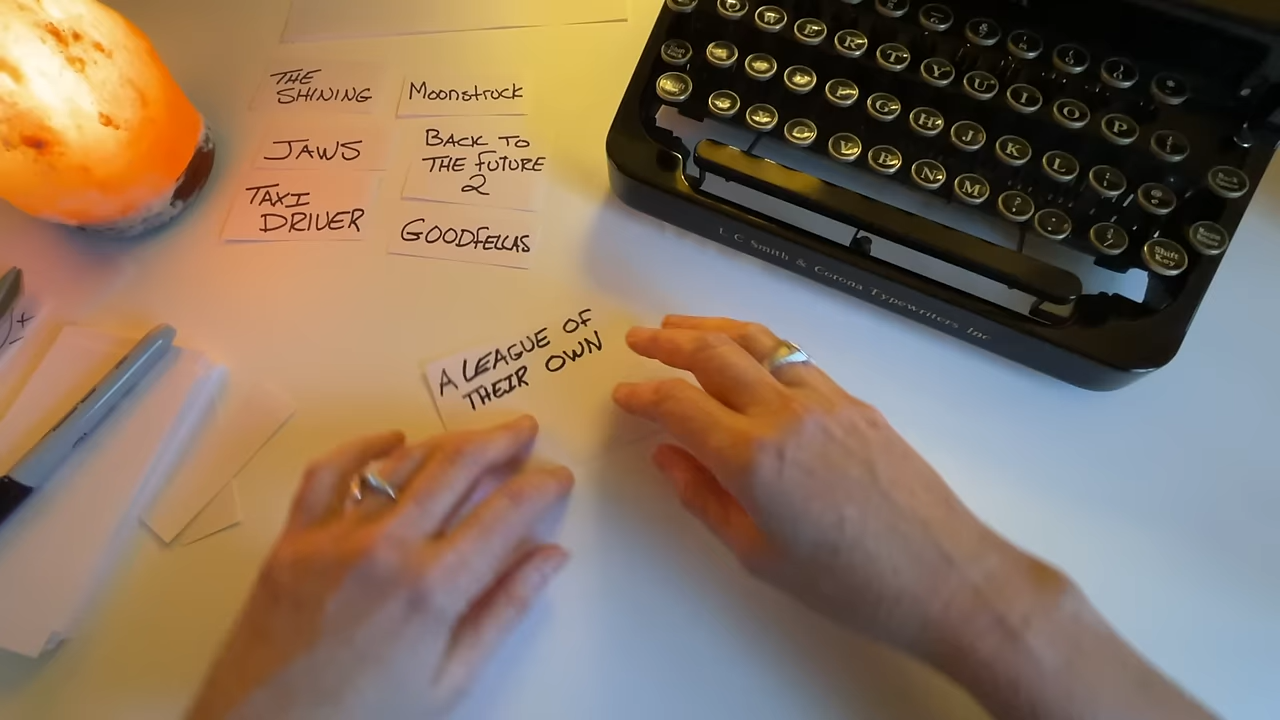 THE
SHINING
Moonstruck
JAWS
BACK TO
THE FUTURE
2
TAXI
DRIVER
GOODFELLAS
A LEAGUE OF
THEIR OWN
W E R T Y U I O P
G H J K L
V B N M
Shift
Key
L C Smith & Corona Typewriters Inc